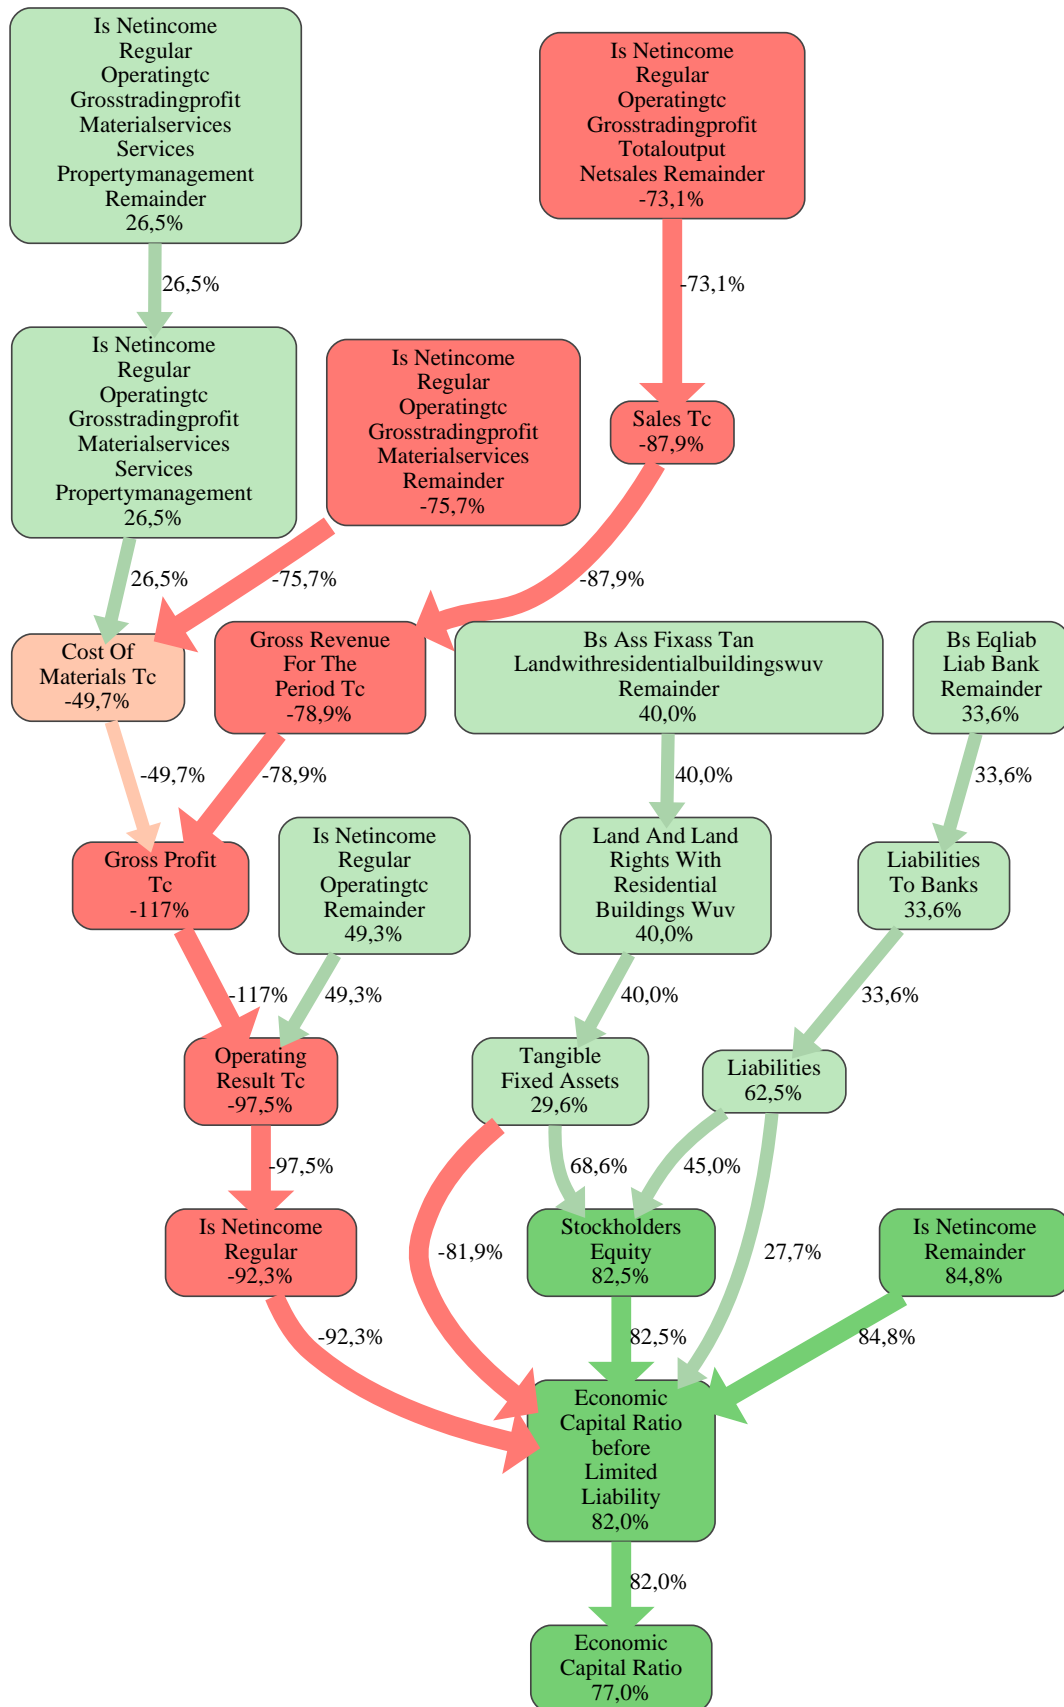 Is Netincome
Regular
Operatingtc
Grosstradingprofit
Materialservices
Services
Propertymanagement
Remainder
26,5%
Is Netincome
Regular
Operatingtc
Grosstradingprofit
Totaloutput
Netsales Remainder
-73,1%
26,5%
-73,1%
Is Netincome
Regular
Operatingtc
Grosstradingprofit
Materialservices
Services
Propertymanagement
26,5%
Is Netincome
Regular
Operatingtc
Grosstradingprofit
Materialservices
Remainder
-75,7%
Sales Tc
-87,9%
26,5%
-75,7%
-87,9%
Cost Of
Materials Tc
-49,7%
Gross Revenue
For The
Period Tc
-78,9%
Bs Ass Fixass Tan
Landwithresidentialbuildingswuv
Remainder
40,0%
Bs Eqliab
Liab Bank
Remainder
33,6%
-49,7%
-78,9%
40,0%
33,6%
Gross Profit
Tc
-117%
Is Netincome
Regular
Operatingtc
Remainder
49,3%
Land And Land
Rights With
Residential
Buildings Wuv
40,0%
Liabilities
To Banks
33,6%
-117%
49,3%
40,0%
33,6%
Operating
Result Tc
-97,5%
Tangible
Fixed Assets
29,6%
Liabilities
62,5%
-97,5%
68,6%
45,0%
Is Netincome
Regular
-92,3%
-81,9%
Stockholders
Equity
82,5%
27,7%
Is Netincome
Remainder
84,8%
-92,3%
82,5%
84,8%
Economic
Capital Ratio
before
Limited
Liability
82,0%
82,0%
Economic
Capital Ratio
77,0%